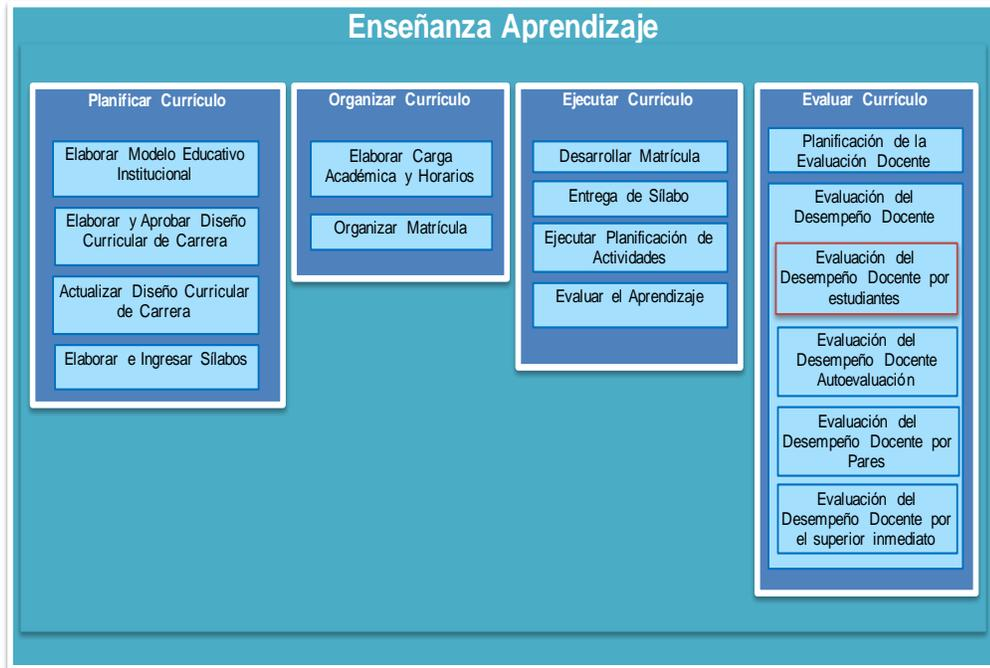 Enseñanza Aprendizaje
Planificar Currículo
Elaborar Modelo Educativo
Institucional
Elaborar y Aprobar Diseño
Curricular de Carrera
Actualizar Diseño Curricular
de Carrera
Elaborar e Ingresar Sílabos
Organizar Currículo
Elaborar Carga
Académica y Horarios
Organizar Matrícula
Ejecutar Currículo
Desarrollar Matrícula
Entrega de Sílabo
Ejecutar Planificación de
Actividades
Evaluar el Aprendizaje
Evaluar Currículo
Planificación de la
Evaluación Docente
Evaluación del
Desempeño Docente
Evaluación del
Desempeño Docente por
estudiantes
Evaluación del
Desempeño Docente
Autoevaluación
Evaluación del
Desempeño Docente por
Pares
Evaluación del
Desempeño Docente por
el superior inmediato